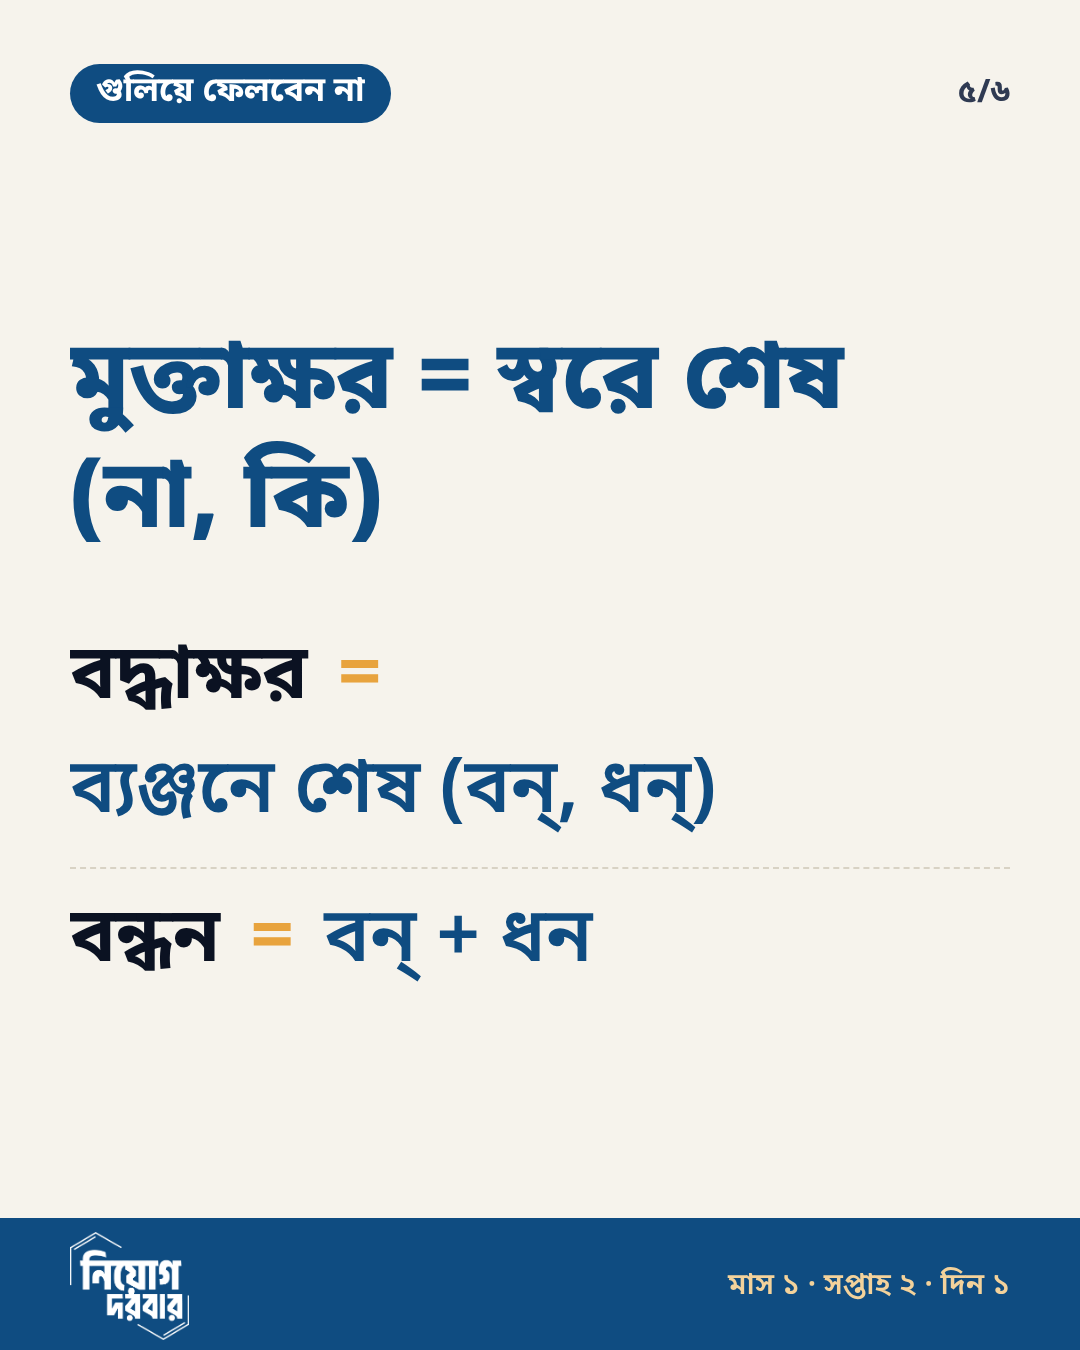 গুলিয়ে ফেলবেন না
৫/৬
মুক্তাক্ষর = স্বরে শেষ
(না, কি)
বদ্ধাক্ষর =
ব্যঞ্জনে শেষ (বন্, ধন্)
বন্ধন = বন্ + ধন
নিয়োগ
দরবার
মাস ১ · সপ্তাহ ২ · দিন ১